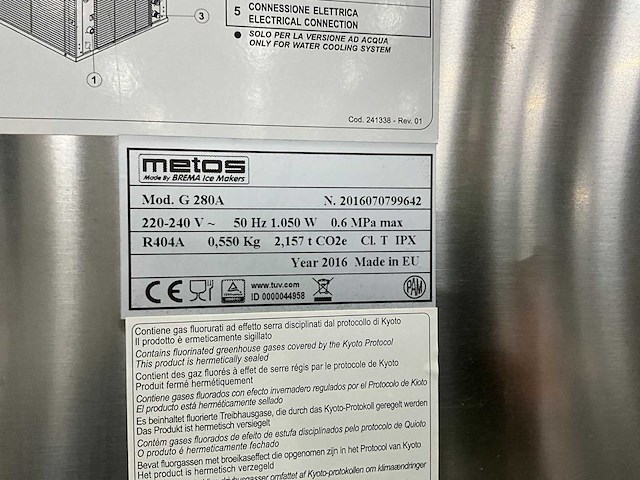 3
1
5 CONNESSIONE ELETTRICA
ELECTRICAL CONNECTION
● SOLO PER LA VERSIONE AD ACQUA
ONLY FOR WATER COOLING SYSTEM
Cod. 241338 - Rev. 01
metos
Made By BREMA Ice Makers
Mod. G 280A N. 2016070799642
220-240 V ~ 50 Hz 1.050 W 0.6 MPa max
R404A 0,550 Kg 2,157 t CO2e Cl. T IPX
Year 2016 Made in EU
CE www.tuv.com
ID 0000044958
PAM
Contiene gas fluorurati ad effetto serra disciplinati dal protocollo di Kyoto
Il prodotto è ermeticamente sigillato
Contains fluorinated greenhouse gases covered by the Kyoto Protocol
This product is hermetically sealed
Contient des gaz fluorés à effet de serre régis par le protocole de Kyoto
Produit fermé hermétiquement
Contiene gases fluorados con efecto invernadero regulados por el Protocolo de Kioto
El producto está herméticamente sellado
Es beinhaltet fluorierte Treibhausgase, die durch das Kyoto-Protokoll geregelt werden
Das Produkt ist hermetisch versiegelt
Contém gases fluorados de efeito de estufa disciplinados pelo protocolo de Quioto
O produto é hermeticamente fechado
Bevat fluorgassen met broeikaseffect die opgenomen zijn in het Protocol van Kyoto
Het product is hermetisch verzegeld
omfattet af Kyoto-protokollen om klimaændringer